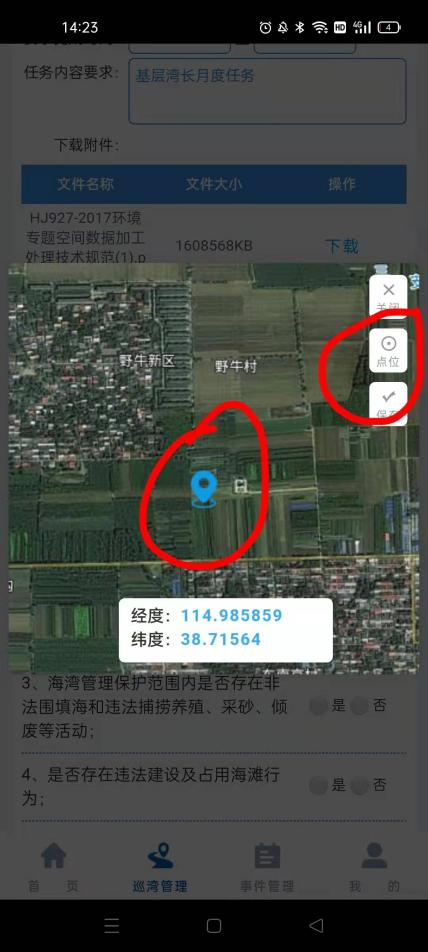 14:23
HD
4G
4
任务内容要求：
基层湾长月度任务
下载附件：
文件名称 文件大小 操作
HJ927-2017环境
专题空间数据加工
处理技术规范(1).p
1608568KB
下载
关闭
点位
保存
野牛新区
野牛村
经度：114.985859
纬度：38.71564
3、海湾管理保护范围内是否存在非
法围填海和违法捕捞养殖、采砂、倾
废等活动；
是 否
4、是否存在违法建设及占用海滩行
为；
是 否
首 页
巡湾管理
事件管理
我 的